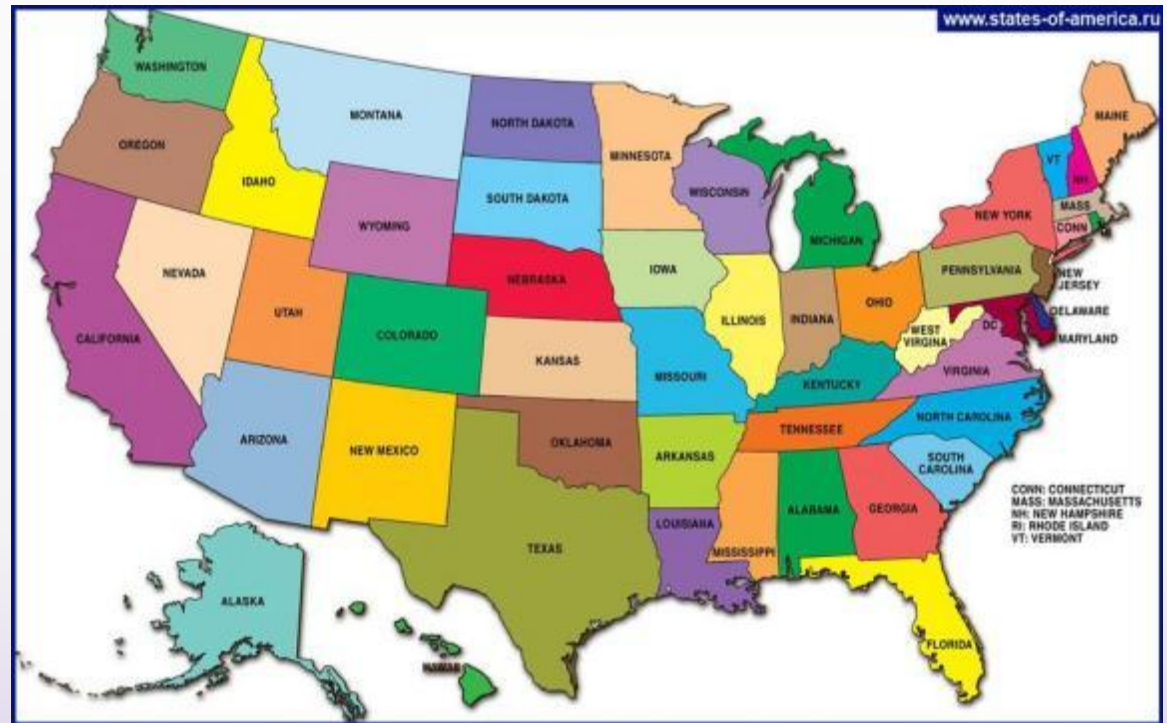 www.states-of-america.ru
WASHINGTON
MONTANA
NORTH DAKOTA
MINNESOTA
MAINE
OREGON
IDAHO
SOUTH DAKOTA
WISCONSIN
VT
NH
MASS
NEW YORK
CONN
RI
WYOMING
MICHIGAN
NEVADA
NEBRASKA
IOWA
PENNSYLVANIA
NEW
JERSEY
CALIFORNIA
UTAH
COLORADO
ILLINOIS
INDIANA
OHIO
DELAWARE
DC
MARYLAND
WEST
VIRGINA
KANSAS
MISSOURI
KENTUCKY
VIRGINIA
ARIZONA
NEW MEXICO
OKLAHOMA
ARKANSAS
TENNESSEE
NORTH CAROLINA
SOUTH
CAROLINA
TEXAS
LOUISIANA
MISSISSIPPI
ALABAMA
GEORGIA
CONN: CONNECTICUT
MASS: MASSACHUSETTS
NH: NEW HAMPSHIRE
RI: RHODE ISLAND
VT: VERMONT
ALASKA
HAWAII
FLORIDA